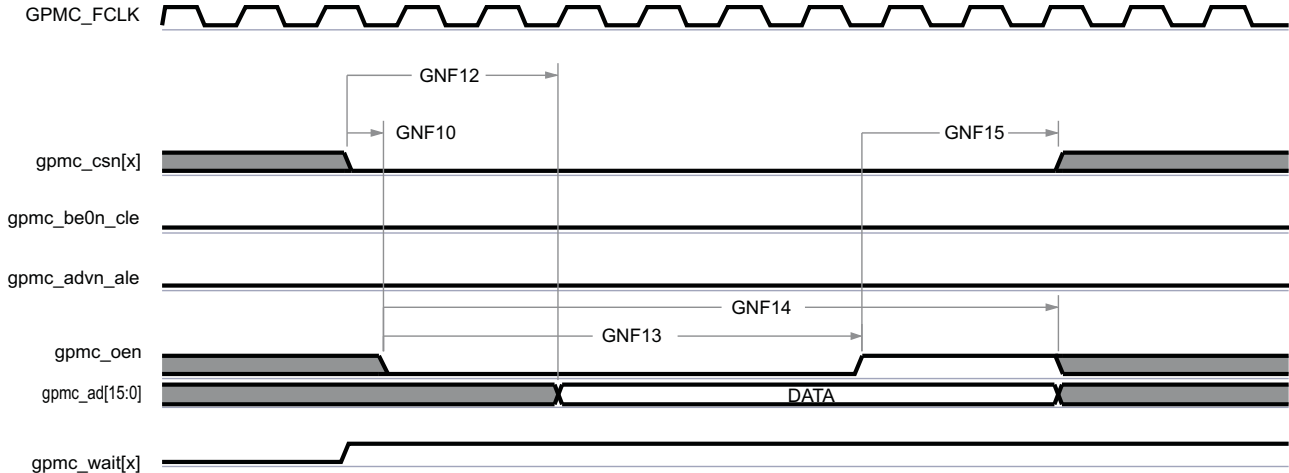 GPMC_FCLK
GNF12
GNF10
GNF15
gpmc_csn[x]
gpmc_be0n_cle
gpmc_advn_ale
GNF14
GNF13
gpmc_oen
gpmc_ad[15:0]
DATA
gpmc_wait[x]